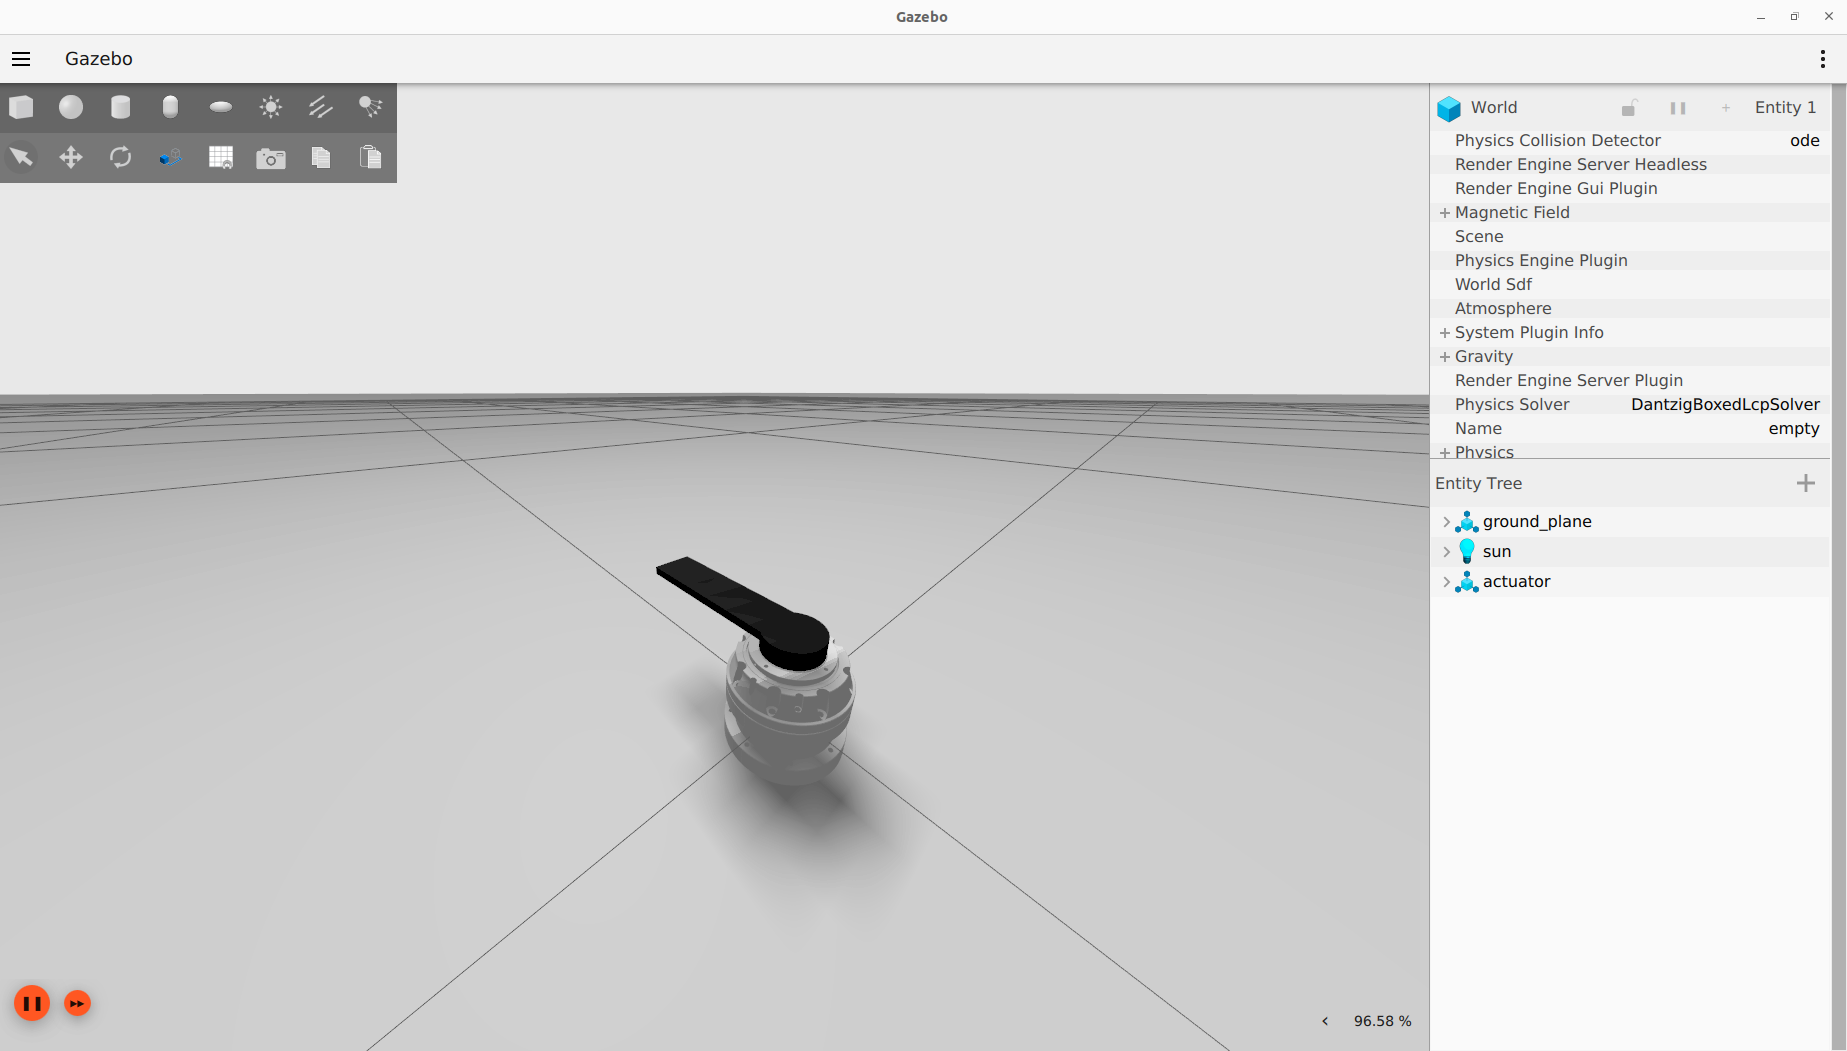 Gazebo
Gazebo
World Entity 1
Physics Collision Detector ode
Render Engine Server Headless
Render Engine Gui Plugin
Magnetic Field
Scene
Physics Engine Plugin
World Sdf
Atmosphere
System Plugin Info
Gravity
Render Engine Server Plugin
Physics Solver DantzigBoxedLcpSolver
Name empty
Physics
Entity Tree
ground_plane
sun
actuator
96.58 %